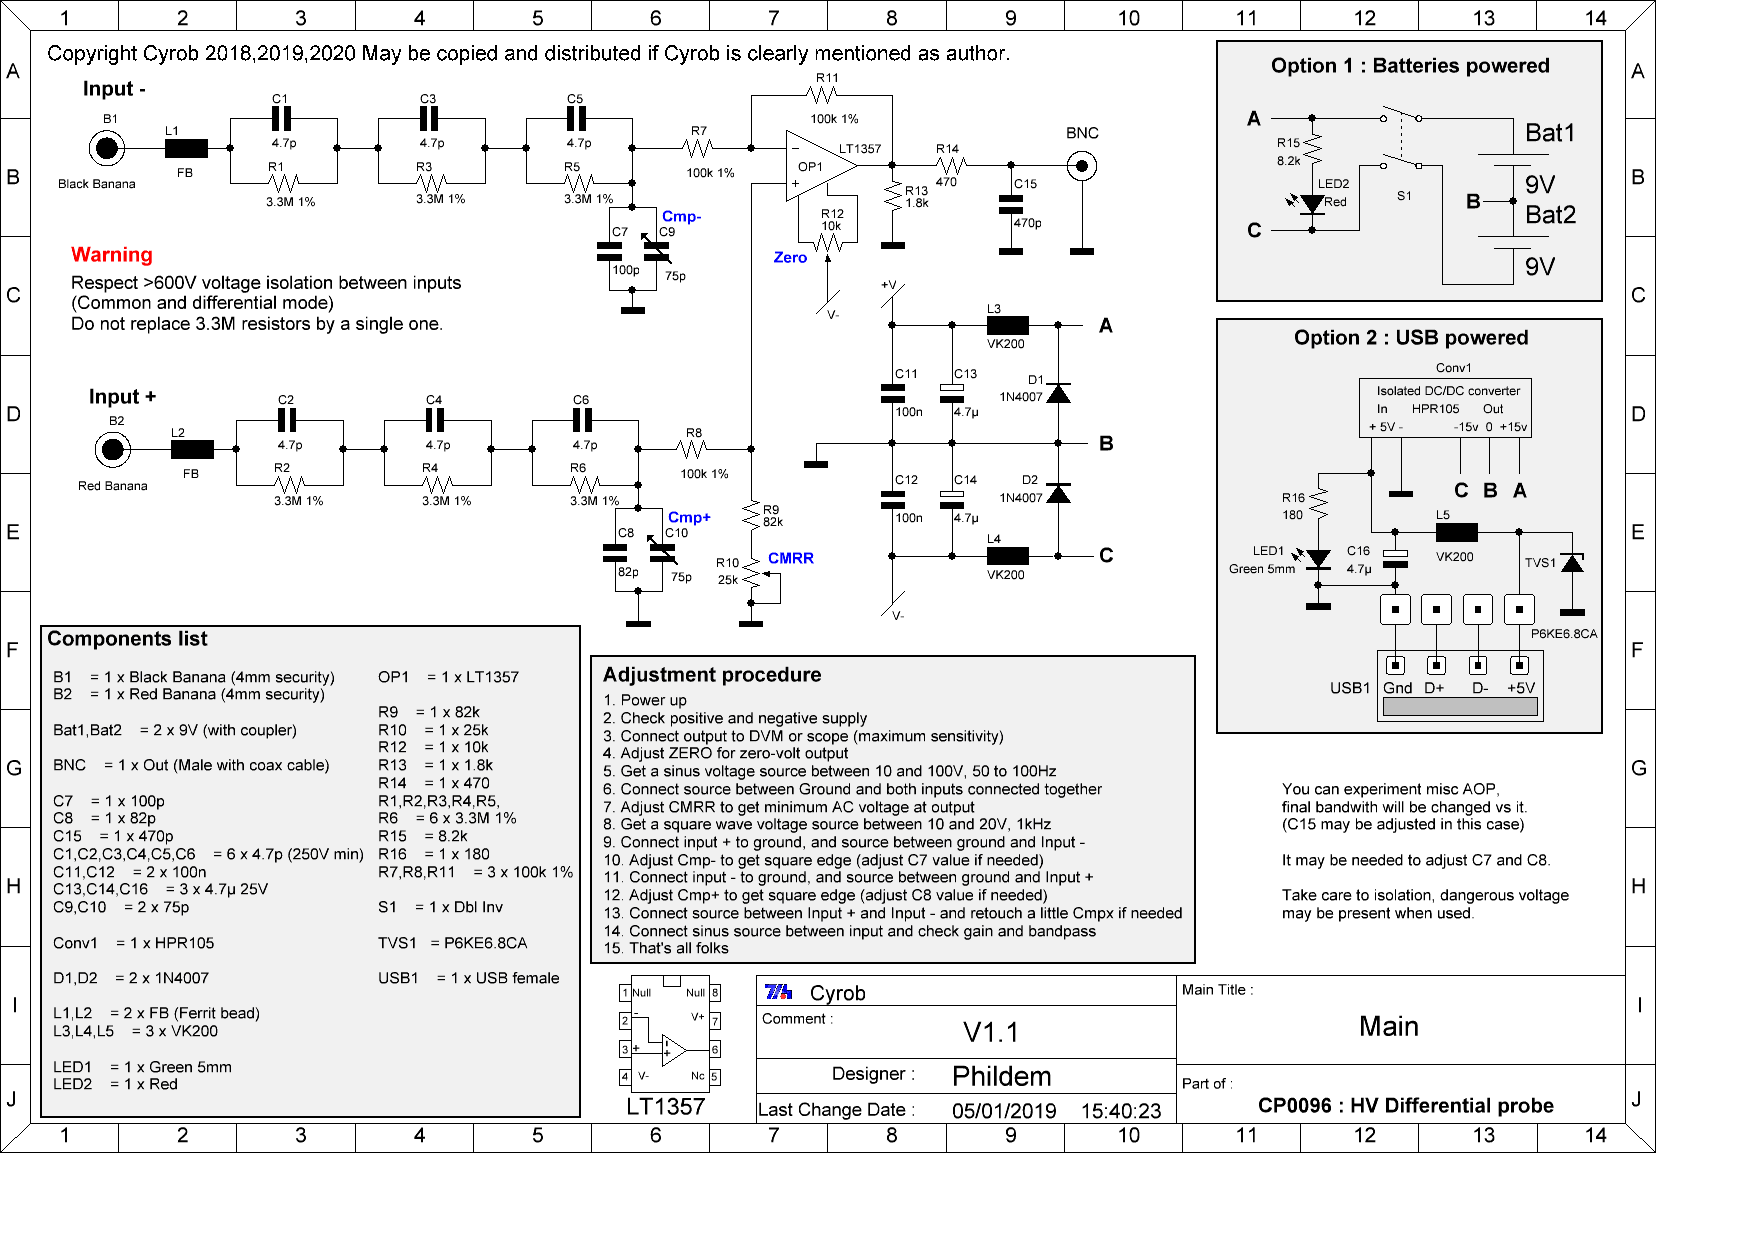 1 2 3 4 5 6 7 8 9 10 11 12 13 14
A B C D E F G H I J
Copyright Cyrob 2018,2019,2020 May be copied and distributed if Cyrob is clearly mentioned as author.
Input -
B1
Black Banana
L1
FB
C1
4.7p
R1
3.3M 1%
C3
4.7p
R3
3.3M 1%
C5
4.7p
R5
3.3M 1%
Cmp-
C7
100p
C9
75p
R7
100k 1%
R11
100k 1%
LT1357
OP1
−
+
R12
10k
Zero
V-
R13
1.8k
R14
470
C15
470p
BNC
Warning
Respect >600V voltage isolation between inputs
(Common and differential mode)
Do not replace 3.3M resistors by a single one.
Input +
B2
Red Banana
L2
FB
C2
4.7p
R2
3.3M 1%
C4
4.7p
R4
3.3M 1%
C6
4.7p
R6
3.3M 1%
Cmp+
C8
82p
C10
75p
R8
100k 1%
R9
82k
R10
25k
CMRR
+V
L3
VK200
A
C11
100n
C13
4.7µ
D1
1N4007
B
C12
100n
C14
4.7µ
D2
1N4007
L4
VK200
C
V-
Option 1 : Batteries powered
A
R15
8.2k
LED2
Red
C
S1
Bat1
9V
B
Bat2
9V
Option 2 : USB powered
Conv1
Isolated DC/DC converter
In HPR105 Out
+ 5V - -15v 0 +15v
C B A
R16
180
LED1
Green 5mm
C16
4.7µ
L5
VK200
TVS1
P6KE6.8CA
USB1 Gnd D+ D- +5V
Components list
B1 = 1 x Black Banana (4mm security)
B2 = 1 x Red Banana (4mm security)
Bat1,Bat2 = 2 x 9V (with coupler)
BNC = 1 x Out (Male with coax cable)
C7 = 1 x 100p
C8 = 1 x 82p
C15 = 1 x 470p
C1,C2,C3,C4,C5,C6 = 6 x 4.7p (250V min)
C11,C12 = 2 x 100n
C13,C14,C16 = 3 x 4.7µ 25V
C9,C10 = 2 x 75p
Conv1 = 1 x HPR105
D1,D2 = 2 x 1N4007
L1,L2 = 2 x FB (Ferrit bead)
L3,L4,L5 = 3 x VK200
LED1 = 1 x Green 5mm
LED2 = 1 x Red
OP1 = 1 x LT1357
R9 = 1 x 82k
R10 = 1 x 25k
R12 = 1 x 10k
R13 = 1 x 1.8k
R14 = 1 x 470
R1,R2,R3,R4,R5,
R6 = 6 x 3.3M 1%
R15 = 8.2k
R16 = 1 x 180
R7,R8,R11 = 3 x 100k 1%
S1 = 1 x Dbl Inv
TVS1 = P6KE6.8CA
USB1 = 1 x USB female
Adjustment procedure
1. Power up
2. Check positive and negative supply
3. Connect output to DVM or scope (maximum sensitivity)
4. Adjust ZERO for zero-volt output
5. Get a sinus voltage source between 10 and 100V, 50 to 100Hz
6. Connect source between Ground and both inputs connected together
7. Adjust CMRR to get minimum AC voltage at output
8. Get a square wave voltage source between 10 and 20V, 1kHz
9. Connect input + to ground, and source between ground and Input -
10. Adjust Cmp- to get square edge (adjust C7 value if needed)
11. Connect input - to ground, and source between ground and Input +
12. Adjust Cmp+ to get square edge (adjust C8 value if needed)
13. Connect source between Input + and Input - and retouch a little Cmpx if needed
14. Connect sinus source between input and check gain and bandpass
15. That's all folks
You can experiment misc AOP,
final bandwith will be changed vs it.
(C15 may be adjusted in this case)
It may be needed to adjust C7 and C8.
Take care to isolation, dangerous voltage
may be present when used.
1 Null Null 8
2 - V+ 7
3 + 6
4 V- Nc 5
- +
LT1357
Cyrob
Comment :
V1.1
Designer : Phildem
Last Change Date : 05/01/2019 15:40:23
Main Title :
Main
Part of :
CP0096 : HV Differential probe
A B C D E F G H I J
1 2 3 4 5 6 7 8 9 10 11 12 13 14